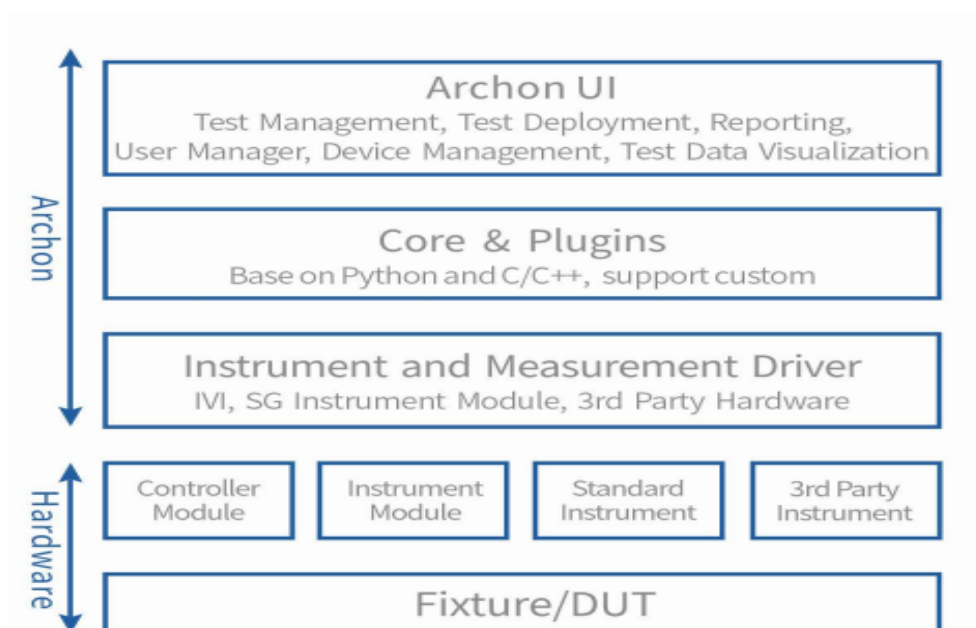 Archon
Archon UI
Test Management, Test Deployment, Reporting,
User Manager, Device Management, Test Data Visualization
Core & Plugins
Base on Python and C/C++, support custom
Instrument and Measurement Driver
IVI, SG Instrument Module, 3rd Party Hardware
Hardware
Controller
Module
Instrument
Module
Standard
Instrument
3rd Party
Instrument
Fixture/DUT